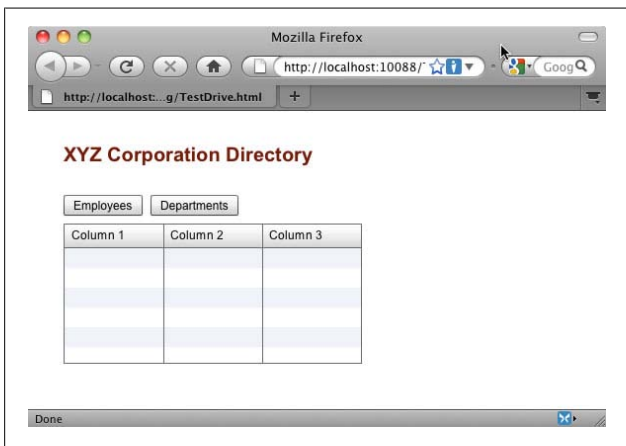 Mozilla Firefox
http://localhost:10088/
Goog
http://localhost:...g/TestDrive.html
+
XYZ Corporation Directory
Employees Departments
Column 1 Column 2 Column 3
Done